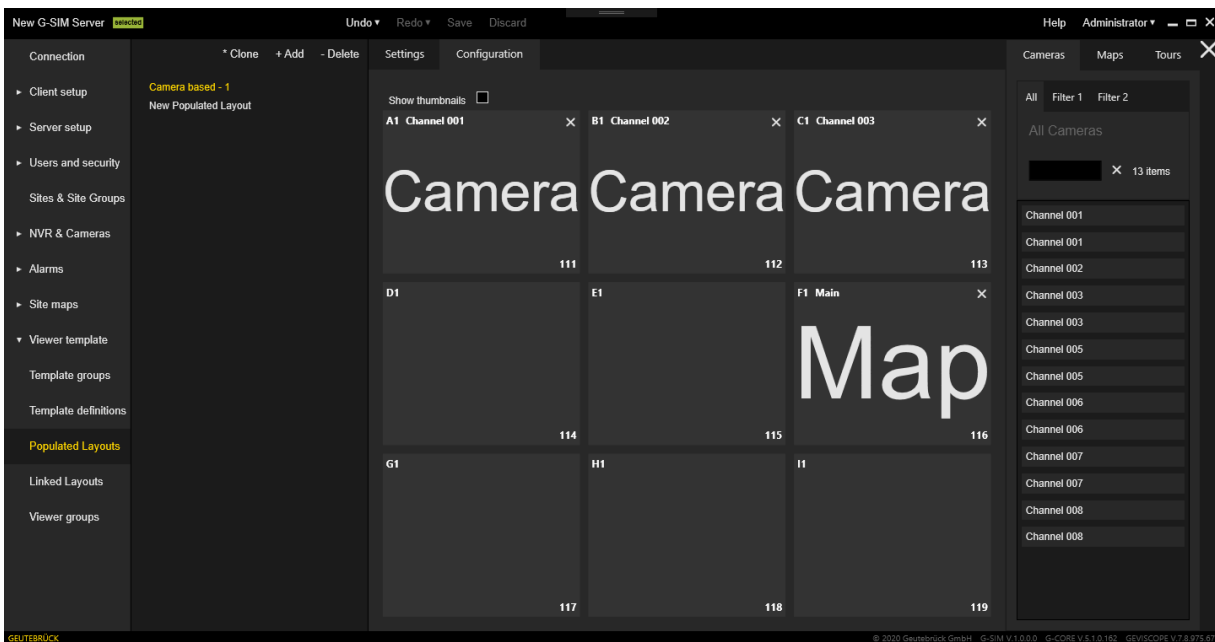 New G-SIM Server selected Undo ▾ Redo ▾ Save Discard Help Administrator ▾
Connection
▸ Client setup
▸ Server setup
▸ Users and security
Sites & Site Groups
▸ NVR & Cameras
▸ Alarms
▸ Site maps
▾ Viewer template
Template groups
Template definitions
Populated Layouts
Linked Layouts
Viewer groups
* Clone + Add - Delete
Camera based - 1
New Populated Layout
Settings Configuration
Show thumbnails
A1 Channel 001 ✕ B1 Channel 002 ✕ C1 Channel 003 ✕
Camera Camera Camera
111 112 113
D1 E1 F1 Main ✕
Map
114 115 116
G1 H1 I1
117 118 119
Cameras Maps Tours ✕
All Filter 1 Filter 2
All Cameras
✕ 13 items
Channel 001
Channel 001
Channel 002
Channel 003
Channel 003
Channel 005
Channel 005
Channel 006
Channel 006
Channel 007
Channel 007
Channel 008
Channel 008
GEUTEBRÜCK © 2020 Geutebrück GmbH G-SIM V.1.0.0.0 G-CORE V.5.1.0.162 GEVISCOPE V.7.8.975.67